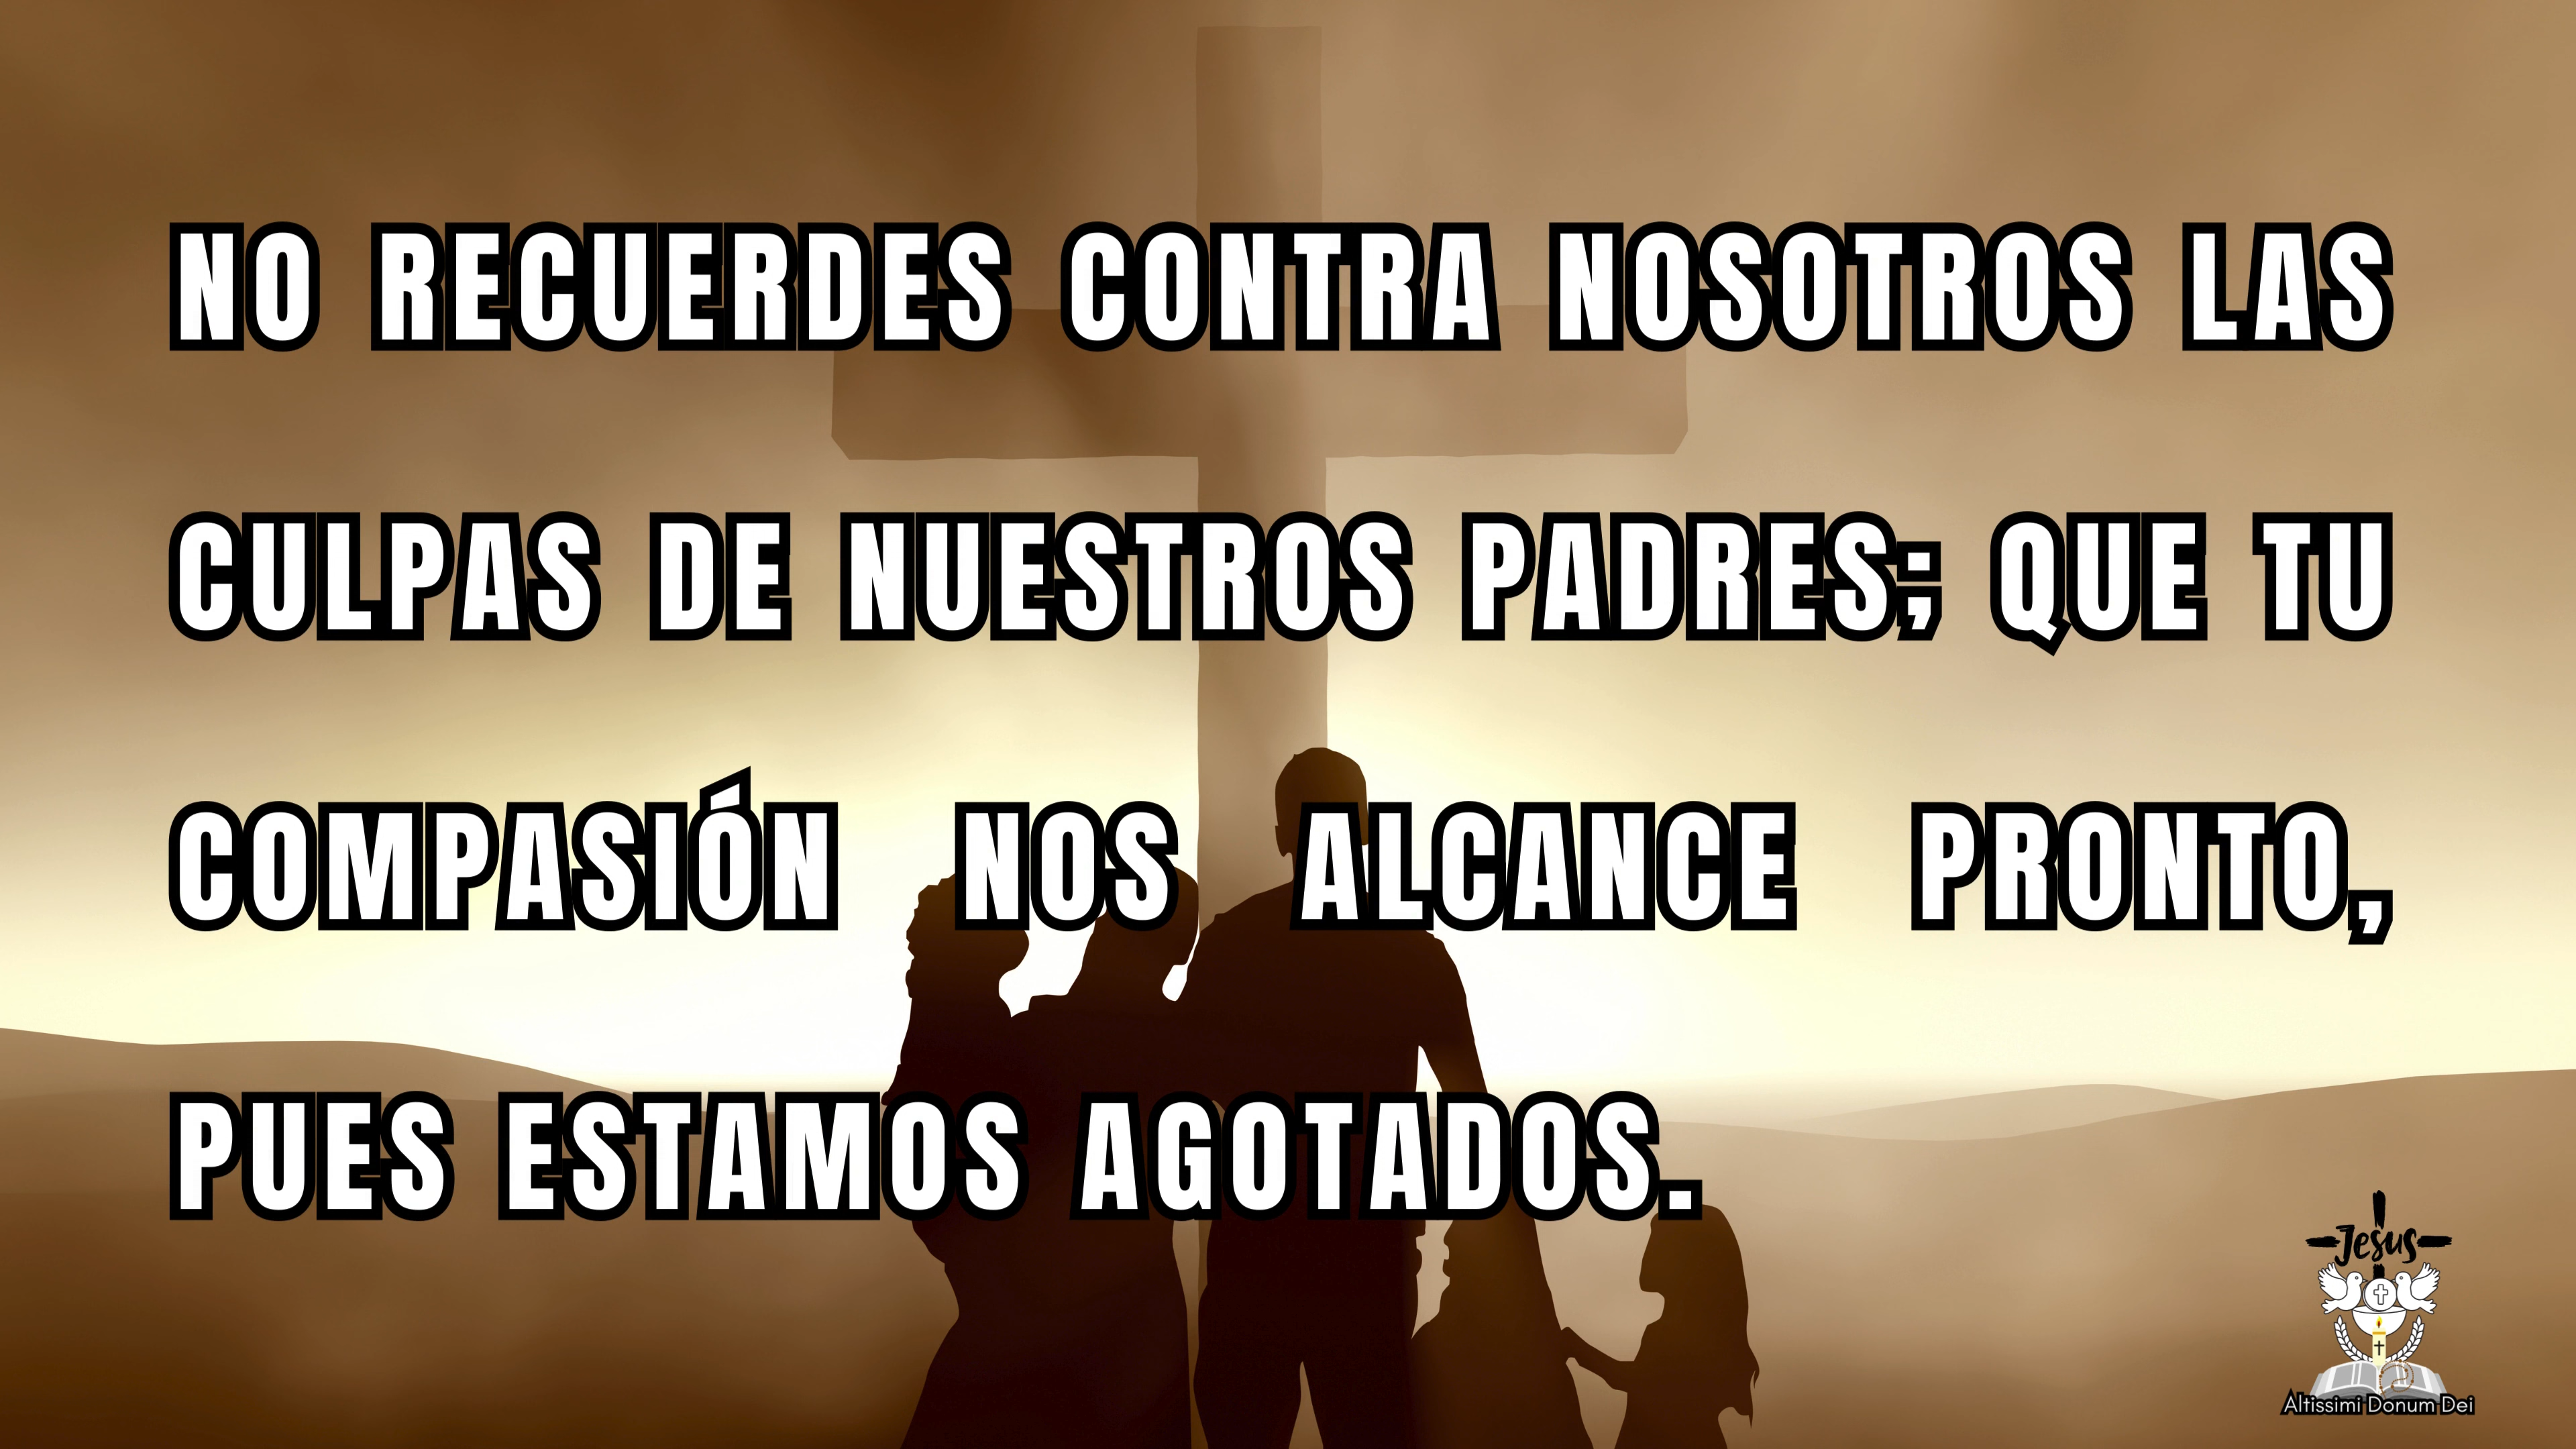 NO RECUERDES CONTRA NOSOTROS LAS
CULPAS DE NUESTROS PADRES; QUE TU
COMPASIÓN NOS ALCANCE PRONTO,
PUES ESTAMOS AGOTADOS.
Jesus
Altissimi Donum Dei